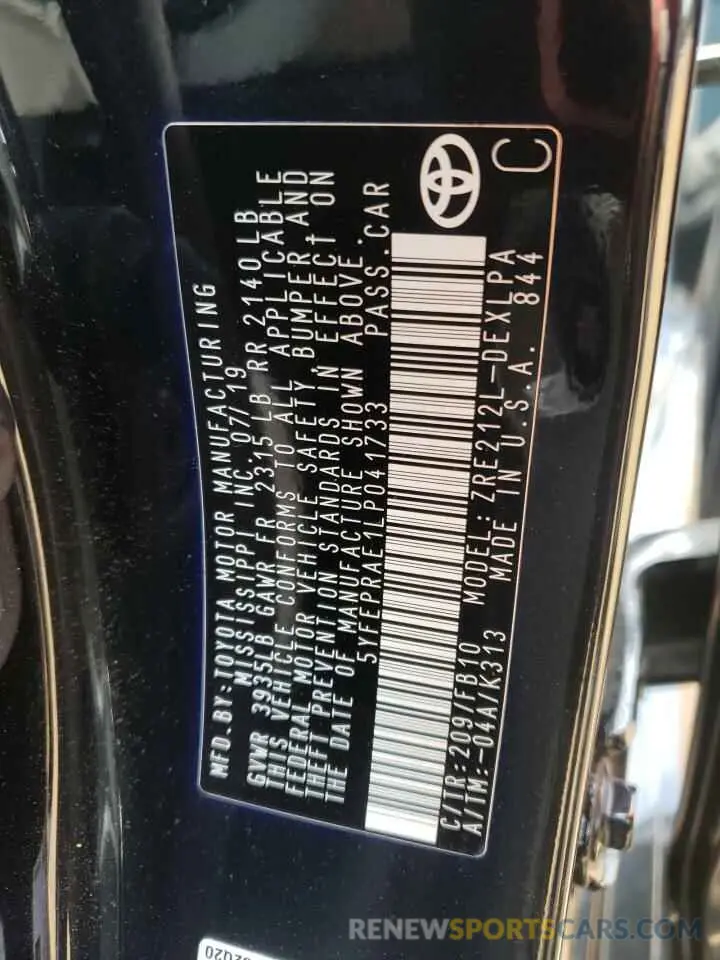 MFD.BY:TOYOTA MOTOR MANUFACTURING
MISSISSIPPI INC. 07/19
GVWR 3935LB GAWR FR 2315 LB RR 2140LB
THIS VEHICLE CONFORMS TO ALL APPLICABLE
FEDERAL MOTOR VEHICLE SAFETY, BUMPER AND
THEFT PREVENTION STANDARDS IN EFFECT ON
THE DATE OF MANUFACTURE SHOWN ABOVE.
5YFEPRAE1LP041733 PASS.CAR
C/TR:209/FB10 MODEL:ZRE212L-DEXLPA
A/TM:-04A/K313 MADE IN U.S.A. 844
C
RENEWSPORTSCARS.COM